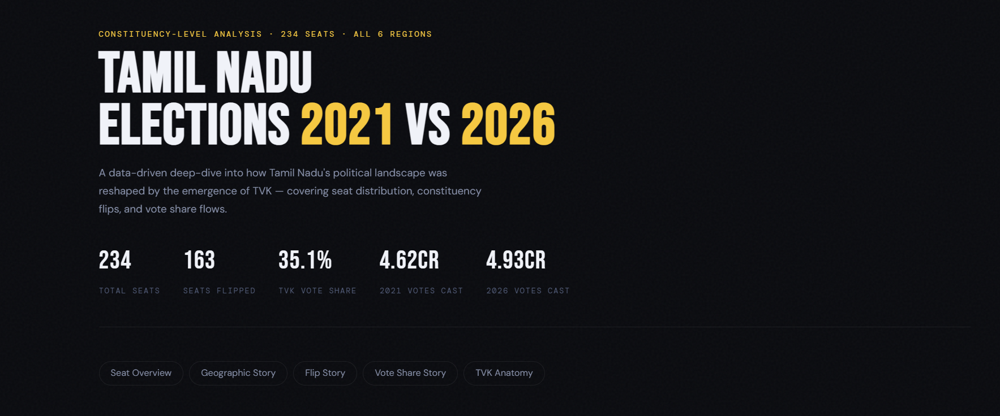 CONSTITUENCY-LEVEL ANALYSIS · 234 SEATS · ALL 6 REGIONS
TAMIL NADU
ELECTIONS 2021 VS 2026
A data-driven deep-dive into how Tamil Nadu's political landscape was
reshaped by the emergence of TVK — covering seat distribution, constituency
flips, and vote share flows.
234 163 35.1% 4.62CR 4.93CR
TOTAL SEATS SEATS FLIPPED TVK VOTE SHARE 2021 VOTES CAST 2026 VOTES CAST
Seat Overview Geographic Story Flip Story Vote Share Story TVK Anatomy